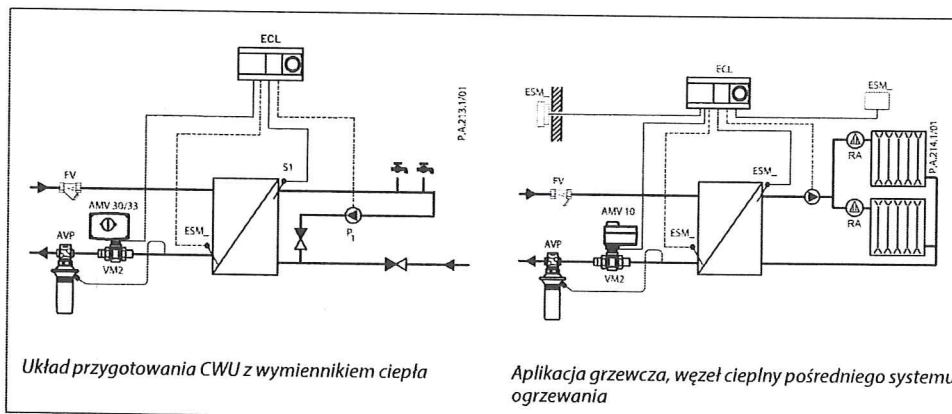 ECL
P.A.213.1/01
S1
FV
AMV 30/33
P1
ESM_
AVP
VM2
Układ przygotowania CWU z wymiennikiem ciepła
ECL
ESM_
ESM_
P.A.214.1/01
RA
ESM_
FV
AMV 10
RA
ESM_
AVP
VM2
Aplikacja grzewcza, węzeł cieplny pośredniego systemu
ogrzewania